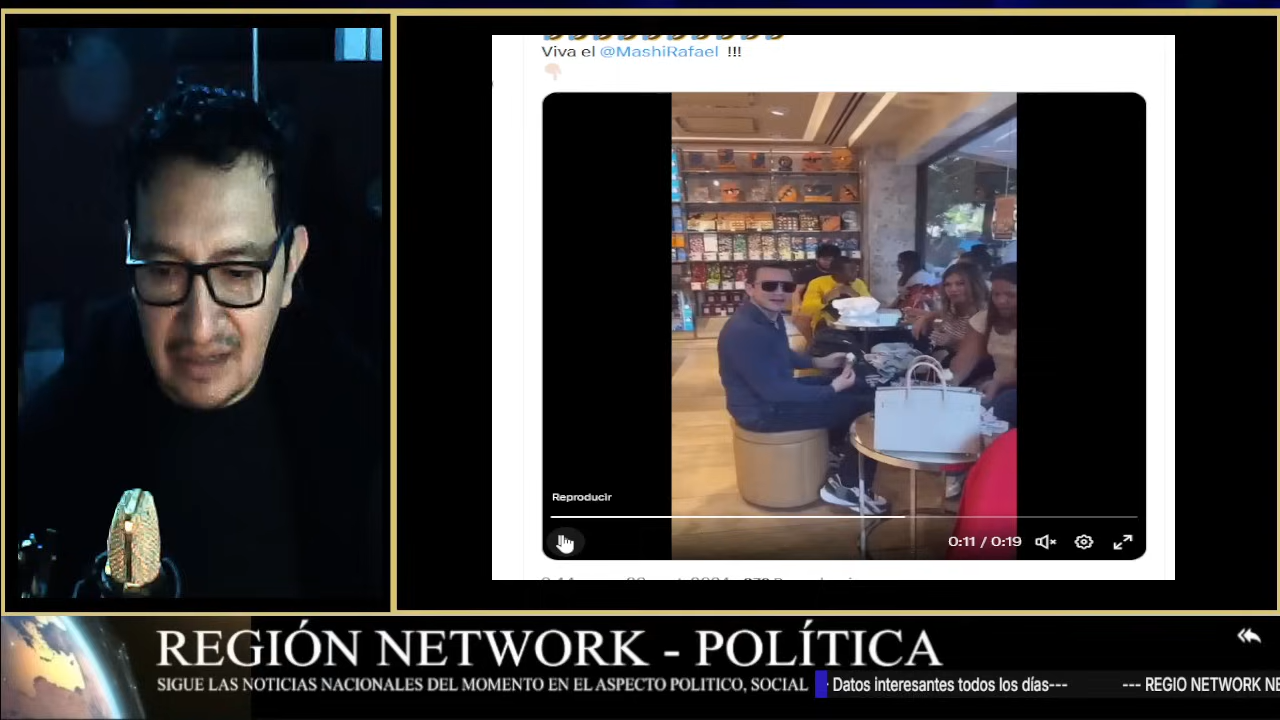 Viva el @MashiRafael !!!
Reproducir
0:11 / 0:19
REGIÓN NETWORK - POLÍTICA
SIGUE LAS NOTICIAS NACIONALES DEL MOMENTO EN EL ASPECTO POLITICO, SOCIAL
Datos interesantes todos los días--- --- REGIO NETWORK NE